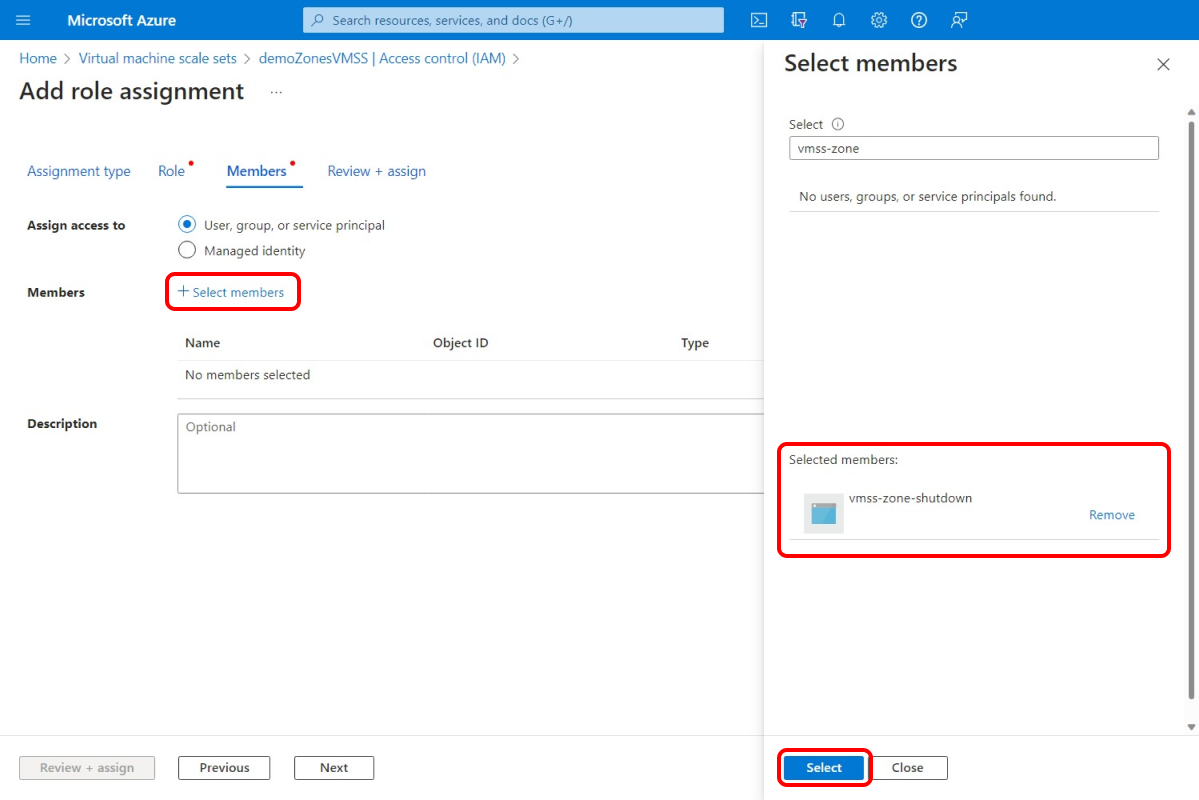 Microsoft Azure
Search resources, services, and docs (G+/)
Home > Virtual machine scale sets > demoZonesVMSS | Access control (IAM) >
Add role assignment ...
Assignment type Role Members Review + assign
Assign access to
User, group, or service principal
Managed identity
Members
+ Select members
Name Object ID Type
No members selected
Description
Optional
Review + assign Previous Next
Select members
Select
vmss-zone
No users, groups, or service principals found.
Selected members:
vmss-zone-shutdown
Remove
Select Close